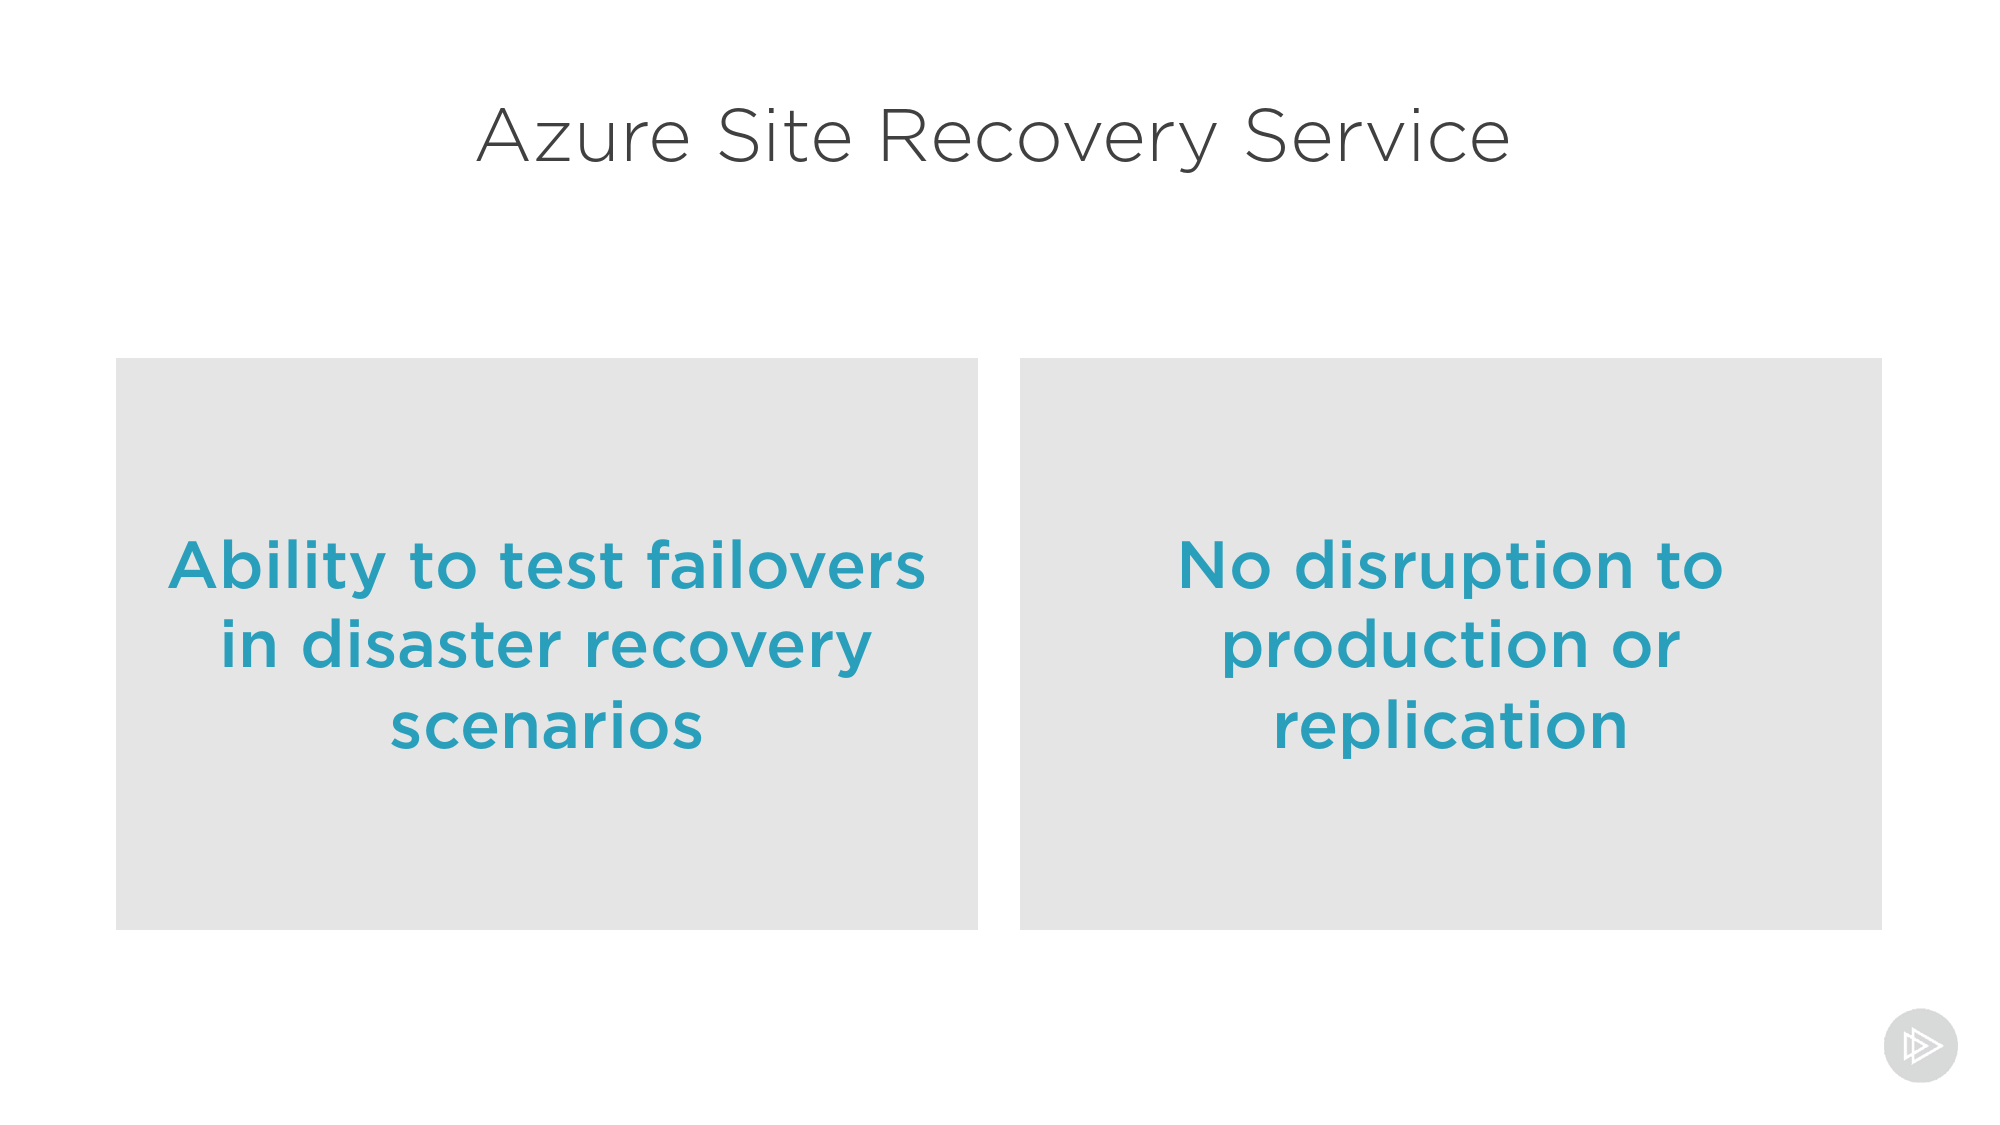 Azure Site Recovery Service
Ability to test failovers
in disaster recovery
scenarios
No disruption to
production or
replication